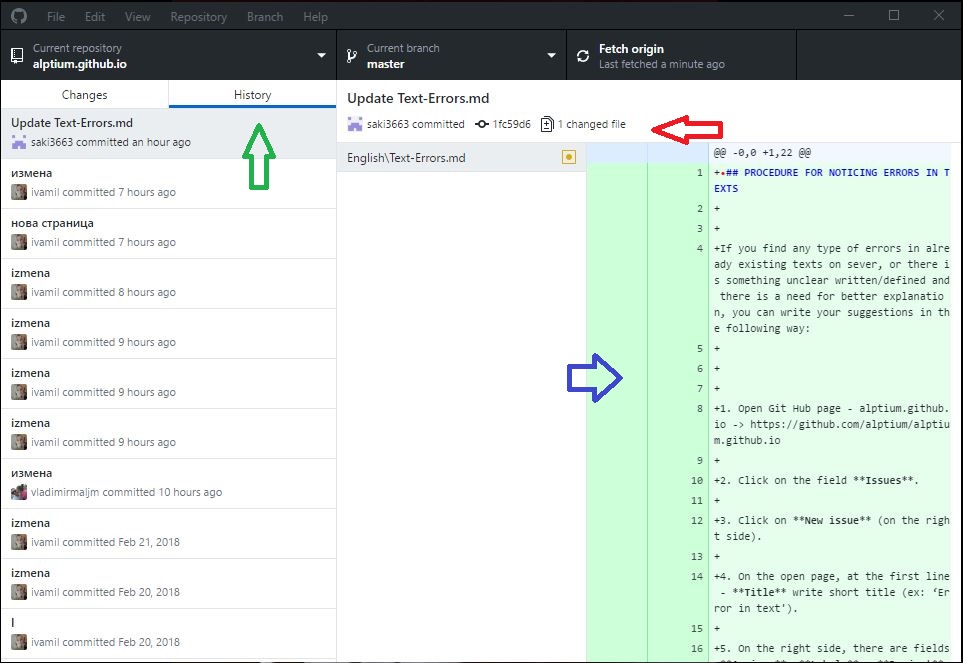 File Edit View Repository Branch Help
Current repository
alptium.github.io
Current branch
master
Fetch origin
Last fetched a minute ago
Changes
History
Update Text-Errors.md
saki3663 committed an hour ago
измена
ivamil committed 7 hours ago
нова страница
ivamil committed 7 hours ago
izmena
ivamil committed 8 hours ago
izmena
ivamil committed 9 hours ago
izmena
ivamil committed 9 hours ago
izmena
ivamil committed 9 hours ago
измена
vladimirmaljm committed 10 hours ago
izmena
ivamil committed Feb 21, 2018
izmena
ivamil committed Feb 20, 2018
I
ivamil committed Feb 20, 2018
Update Text-Errors.md
saki3663 committed 1fc59d6 1 changed file
English\Text-Errors.md
@@ -0,0 +1,22 @@
1 +•## PROCEDURE FOR NOTICING ERRORS IN T
EXTS
2 +
3 +
4 +If you find any type of errors in alre
ady existing texts on sever, or there i
s something unclear written/defined and
there is a need for better explanatio
n, you can write your suggestions in th
e following way:
5 +
6 +
7 +
8 +1. Open Git Hub page - alptium.github.
io -> https://github.com/alptium/alptiu
m.github.io
9 +
10 +2. Click on the field **Issues**.
11 +
12 +3. Click on **New issue** (on the righ
t side).
13 +
14 +4. On the open page, at the first line
- **Title** write short title (ex: ‘Er
ror in text’).
15 +
16 +5. On the right side, there are fields